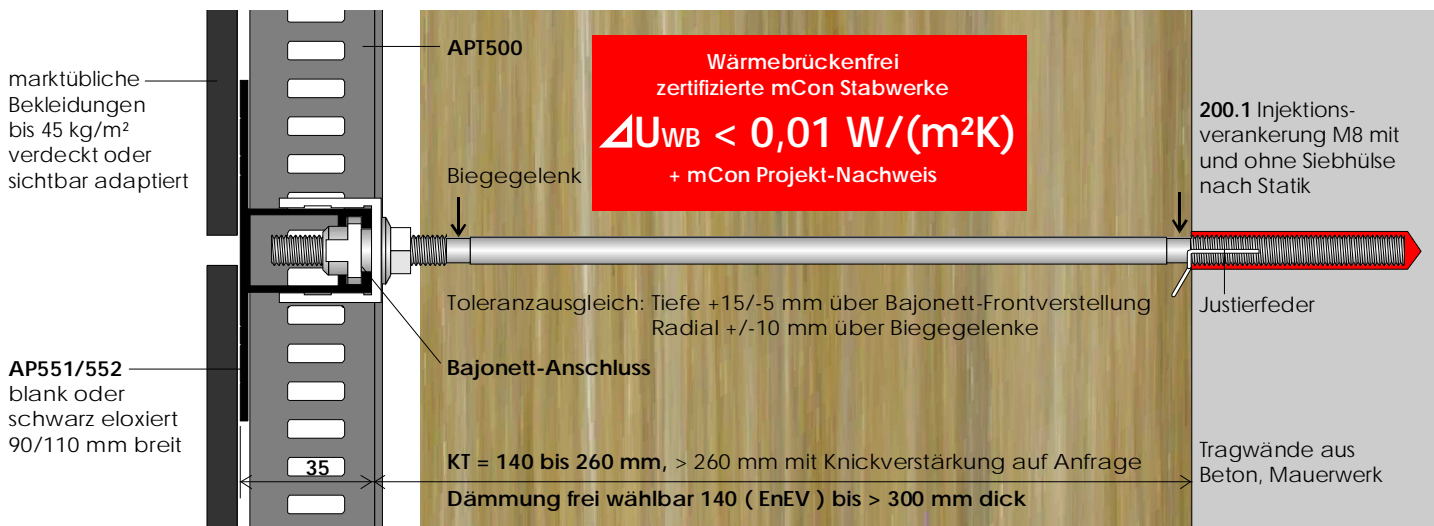 marktübliche
Bekleidungen
bis 45 kg/m²
verdeckt oder
sichtbar adaptiert
AP551/552
blank oder
schwarz eloxiert
90/110 mm breit
35
APT500
Wärmebrückenfrei
zertifizierte mCon Stabwerke
⊿UWB < 0,01 W/(m²K)
+ mCon Projekt-Nachweis
Biegegelenk
Toleranzausgleich: Tiefe +15/-5 mm über Bajonett-Frontverstellung
Radial +/-10 mm über Biegegelenke
Bajonett-Anschluss
KT = 140 bis 260 mm, > 260 mm mit Knickverstärkung auf Anfrage
Dämmung frei wählbar 140 ( EnEV ) bis > 300 mm dick
200.1 Injektions-
verankerung M8 mit
und ohne Siebhülse
nach Statik
Justierfeder
Tragwände aus
Beton, Mauerwerk